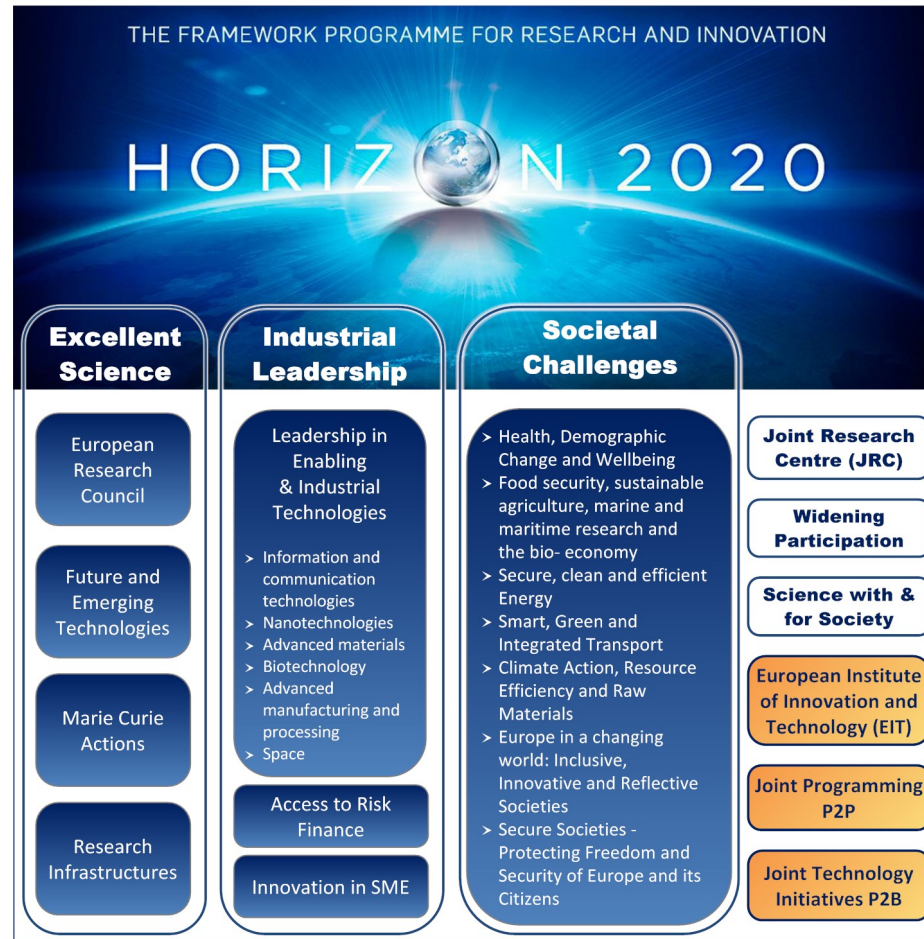 THE FRAMEWORK PROGRAMME FOR RESEARCH AND INNOVATION
HORIZON 2020
Excellent
Science
European
Research
Council
Future and
Emerging
Technologies
Marie Curie
Actions
Research
Infrastructures
Industrial
Leadership
Leadership in
Enabling
& Industrial
Technologies
➢ Information and
communication
technologies
➢ Nanotechnologies
➢ Advanced materials
➢ Biotechnology
➢ Advanced
manufacturing and
processing
➢ Space
Access to Risk
Finance
Innovation in SME
Societal
Challenges
➢ Health, Demographic
Change and Wellbeing
➢ Food security, sustainable
agriculture, marine and
maritime research and
the bio- economy
➢ Secure, clean and efficient
Energy
➢ Smart, Green and
Integrated Transport
➢ Climate Action, Resource
Efficiency and Raw
Materials
➢ Europe in a changing
world: Inclusive,
Innovative and Reflective
Societies
➢ Secure Societies -
Protecting Freedom and
Security of Europe and its
Citizens
Joint Research
Centre (JRC)
Widening
Participation
Science with &
for Society
European Institute
of Innovation and
Technology (EIT)
Joint Programming
P2P
Joint Technology
Initiatives P2B